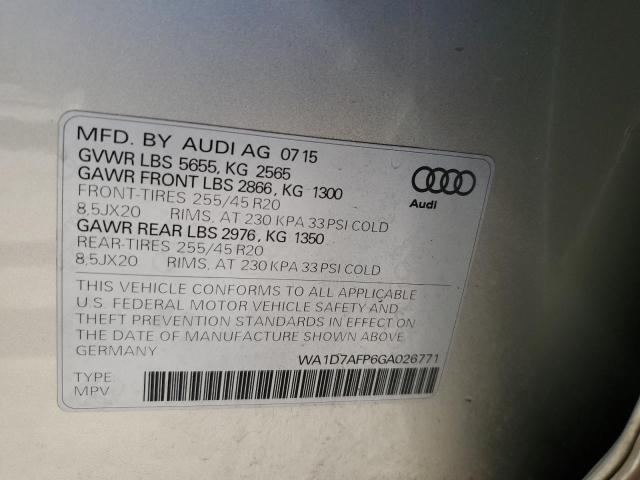 MFD. BY AUDI AG 07 15
GVWR LBS 5655, KG 2565
GAWR FRONT LBS 2866, KG 1300
FRONT-TIRES 255/45 R20
8,5JX20 RIMS, AT 230 KPA 33 PSI COLD
GAWR REAR LBS 2976, KG 1350
REAR-TIRES 255/45 R20
8,5JX20 RIMS, AT 230 KPA 33 PSI COLD
Audi
THIS VEHICLE CONFORMS TO ALL APPLICABLE
U.S. FEDERAL MOTOR VEHICLE SAFETY AND
THEFT PREVENTION STANDARDS IN EFFECT ON
THE DATE OF MANUFACTURE SHOWN ABOVE
GERMANY WA1D7AFP6GA026771
TYPE:
MPV